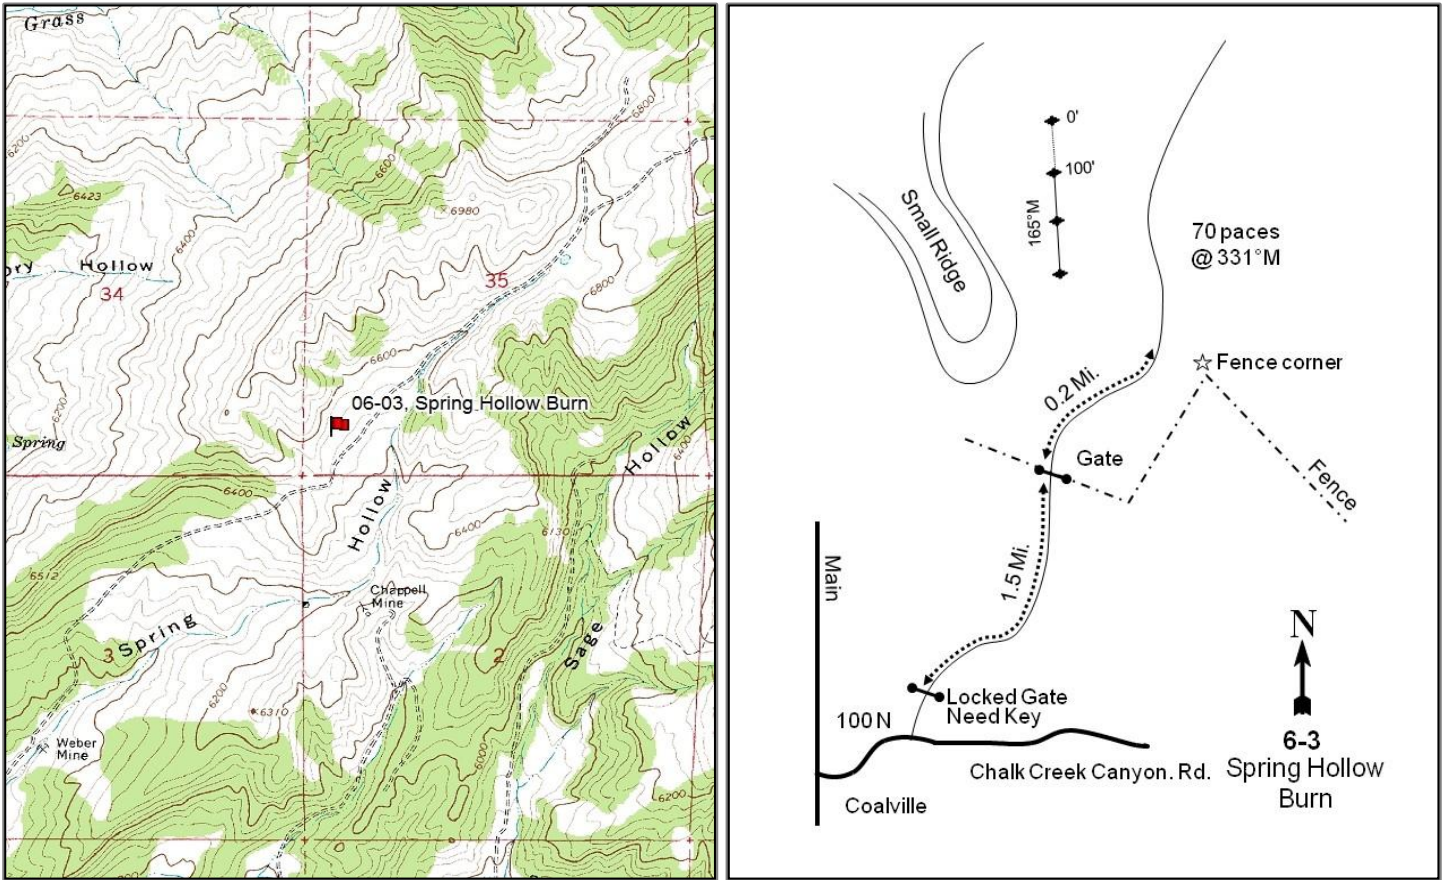 Grass
6800
6200
6600
6423
6980
6400
Hollow
34
35
6800
6600
06-03, Spring Hollow Burn
6200
Spring
Hollow
6400
6400
Hollow
6400
6130
6512
Chappell
Mine
Spring
3
2
Sage
6200
6310
Weber
Mine
6000
6200
0'
100'
165°M
Small Ridge
70 paces
@ 331°M
Fence corner
0.2 Mi.
Gate
Fence
1.5 Mi.
Main
N
Locked Gate
Need Key
100 N
Chalk Creek Canyon. Rd.
Coalville
6-3
Spring Hollow
Burn